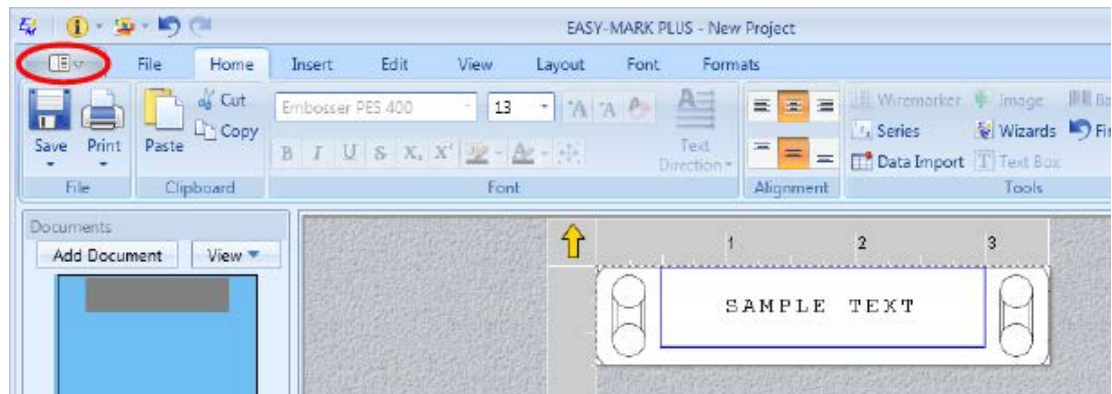 EASY-MARK PLUS - New Project
File Home Insert Edit View Layout Font Formats
Save Print Paste Cut Copy
Embosser PES 400 13
B I U S X, X'
Text Direction
Wiremarker Image Ba
Series Wizards Fin
Data Import Text Box
File Clipboard Font Alignment Tools
Documents
Add Document View
1 2 3
SAMPLE TEXT